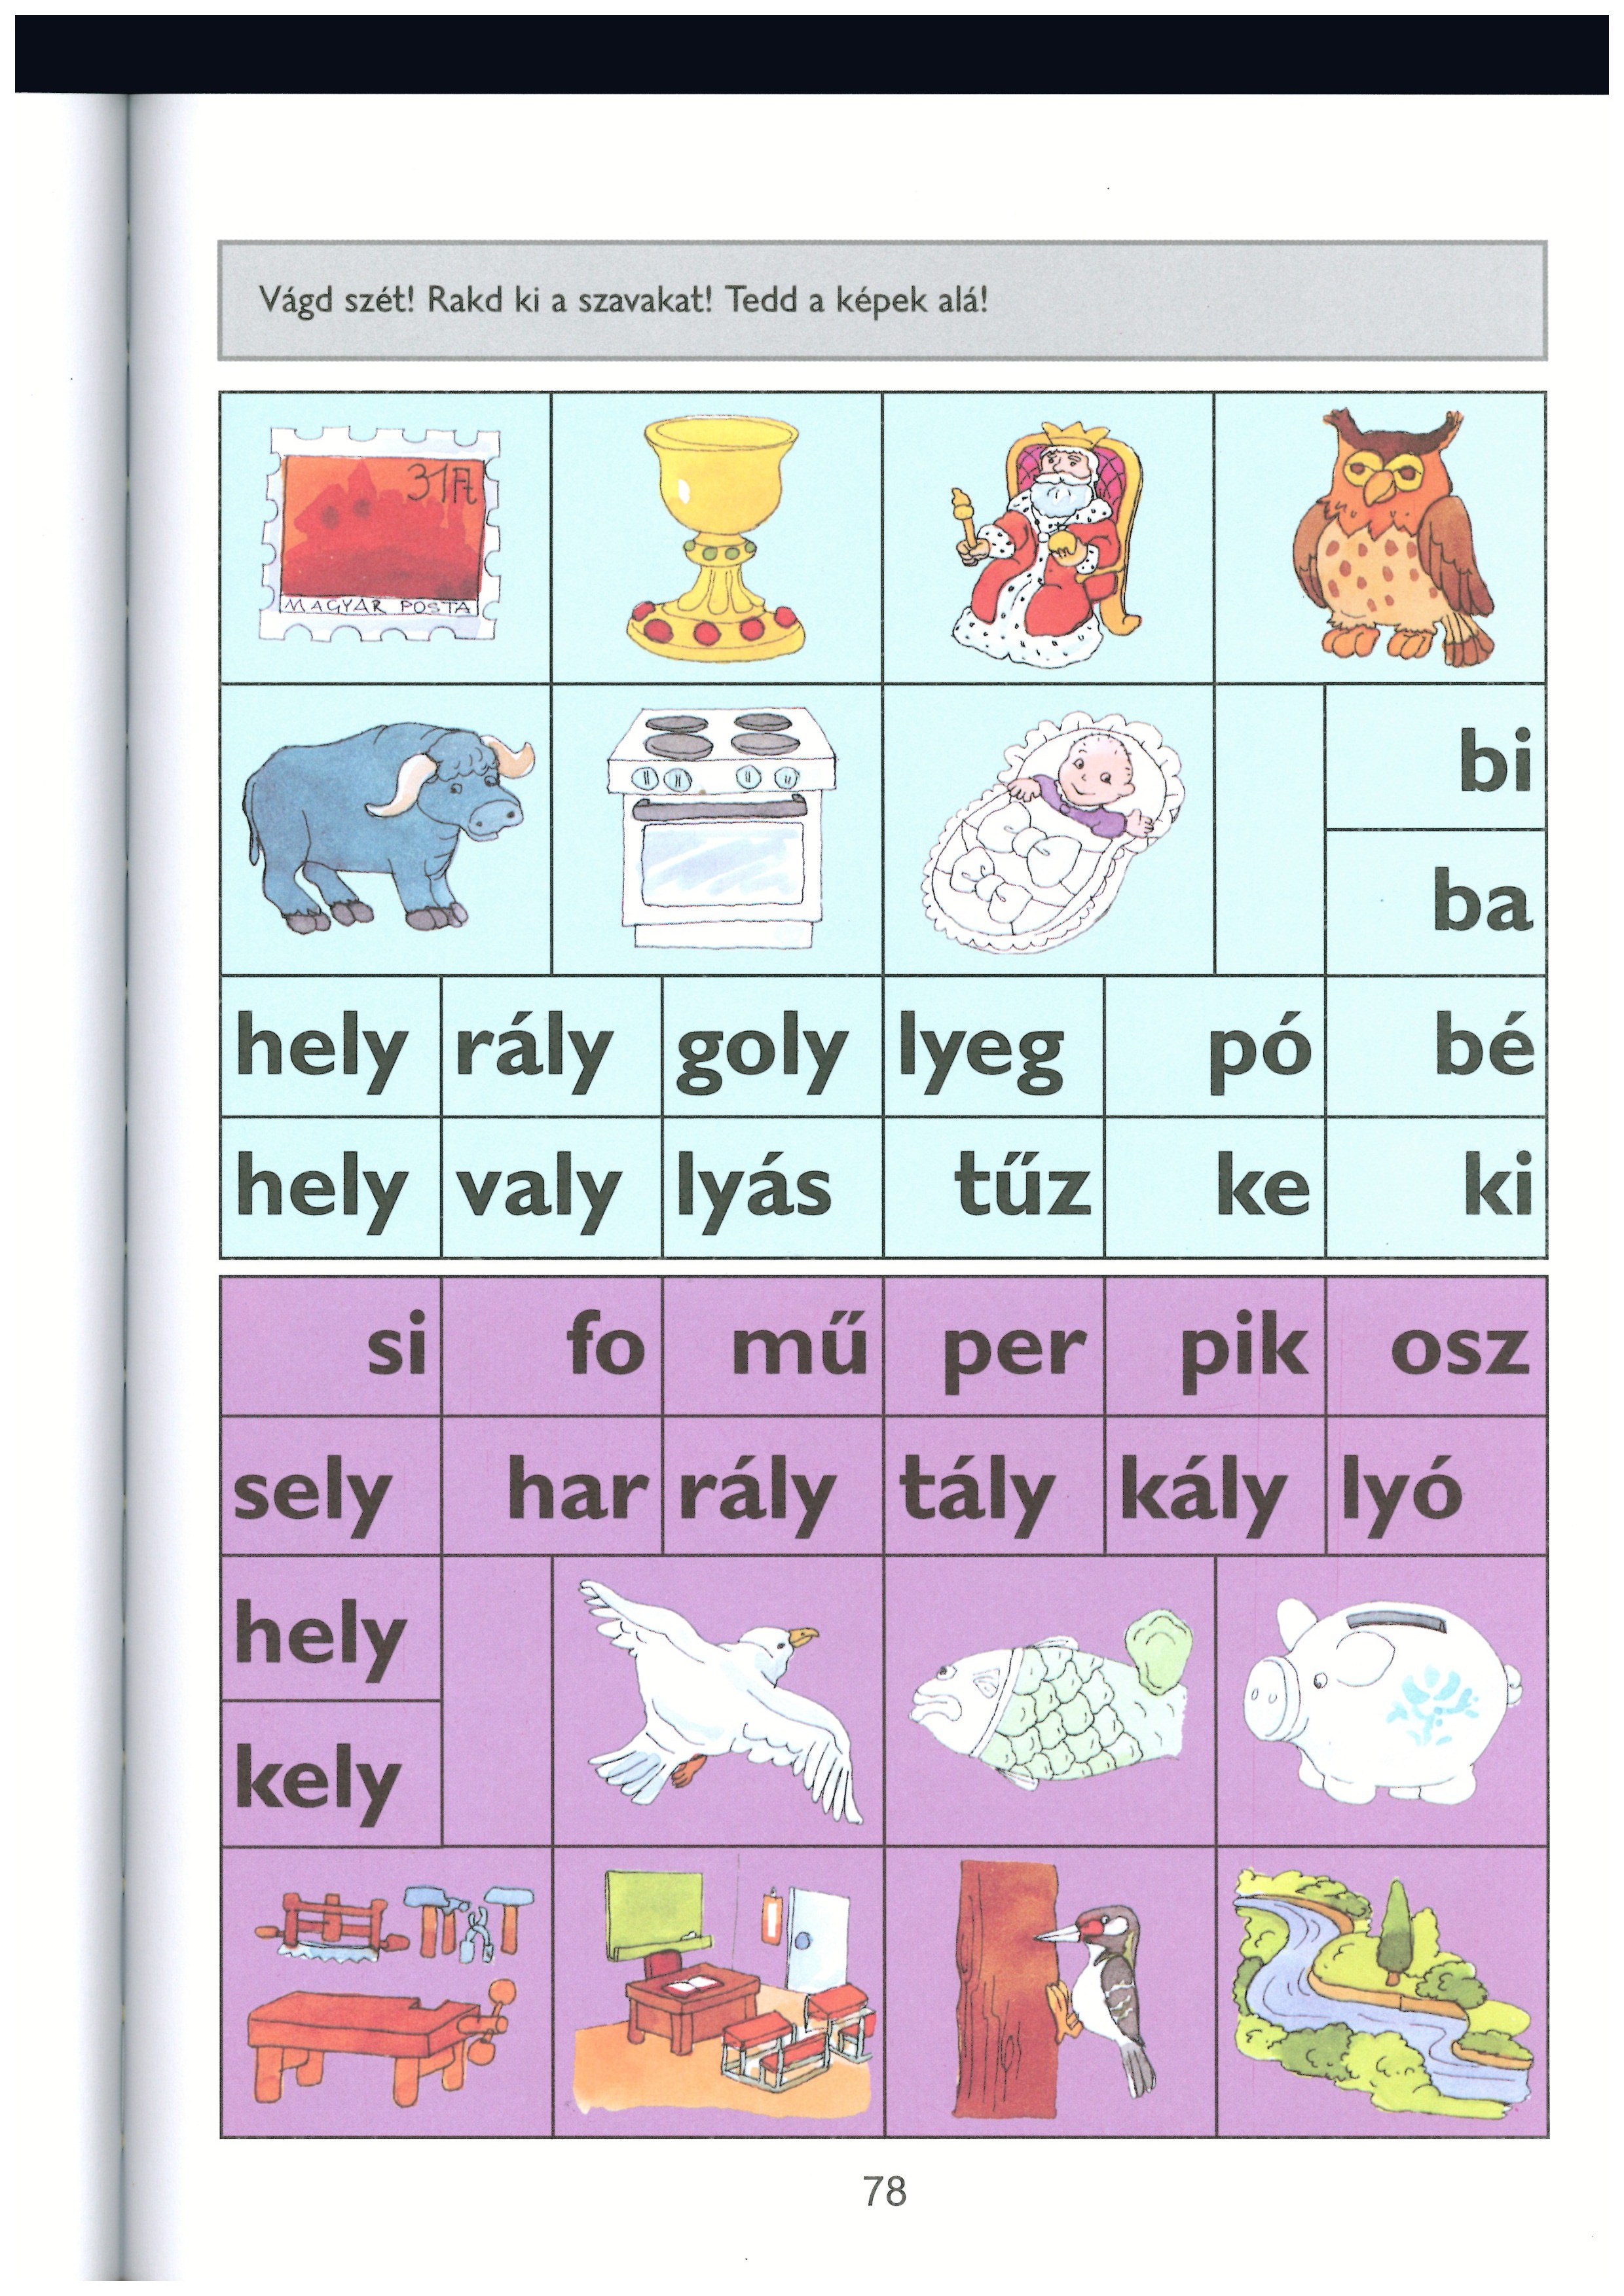 Vágd szét! Rakd ki a szavakat! Tedd a képek alá!
31Ft
MAGYAR POSTA
bi
ba
hely rály goly lyeg pó bé
hely valy lyás tűz ke ki
si fo mű per pik osz
sely har rály tály kály lyó
hely
kely
78